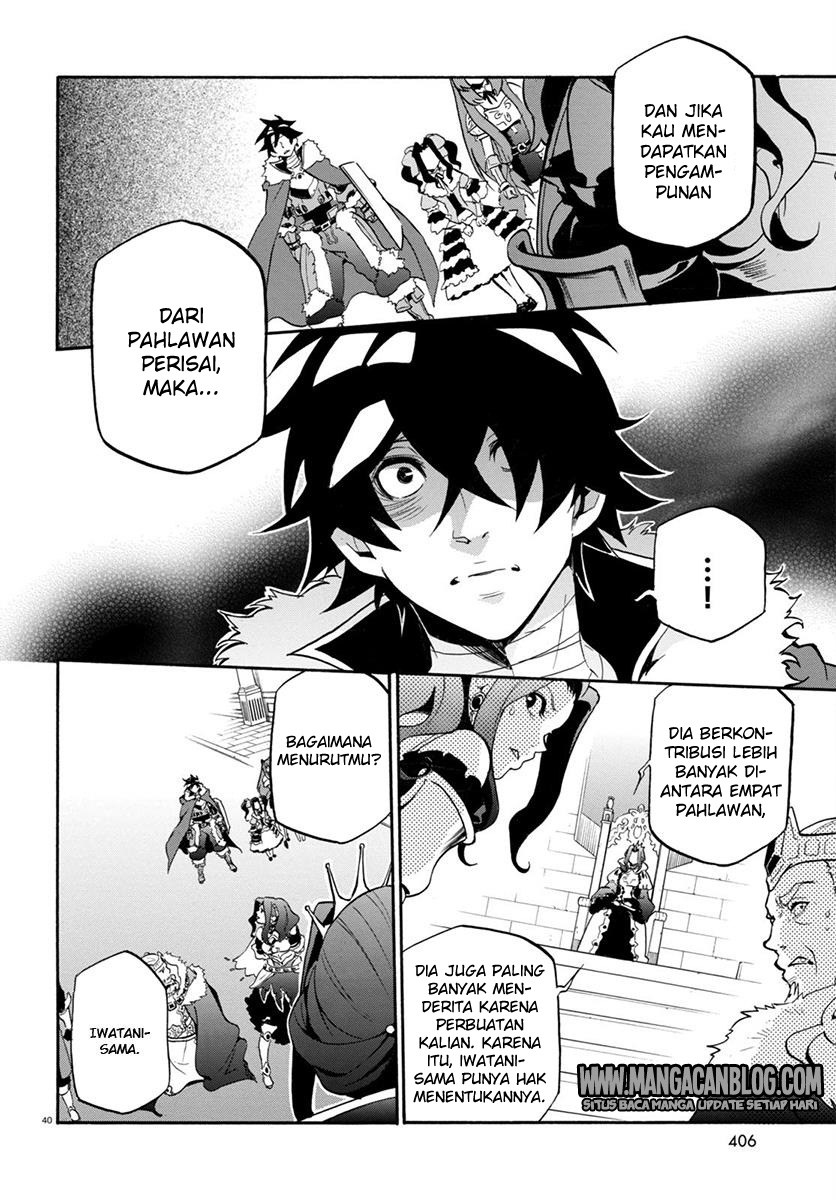 DAN JIKA
KAU MEN-
DAPATKAN
PENGAM-
PUNAN
DARI
PAHLAWAN
PERISAI,
MAKA...
...!
DIA BERKON-
TRIBUSI LEBIH
BANYAK DI-
ANTARA EMPAT
PAHLAWAN,
DIA JUGA PALING
BANYAK MEN-
DERITA KARENA
PERBUATAN
KALIAN. KARENA
ITU, IWATANI-
SAMA PUNYA HAK
MENENTUKANNYA.
BAGAIMANA
MENURUTMU?
IWATANI-
SAMA.
WWW.MANGACANBLOG.COM
SITUS BACA MANGA UPDATE SETIAP HARI
40
406